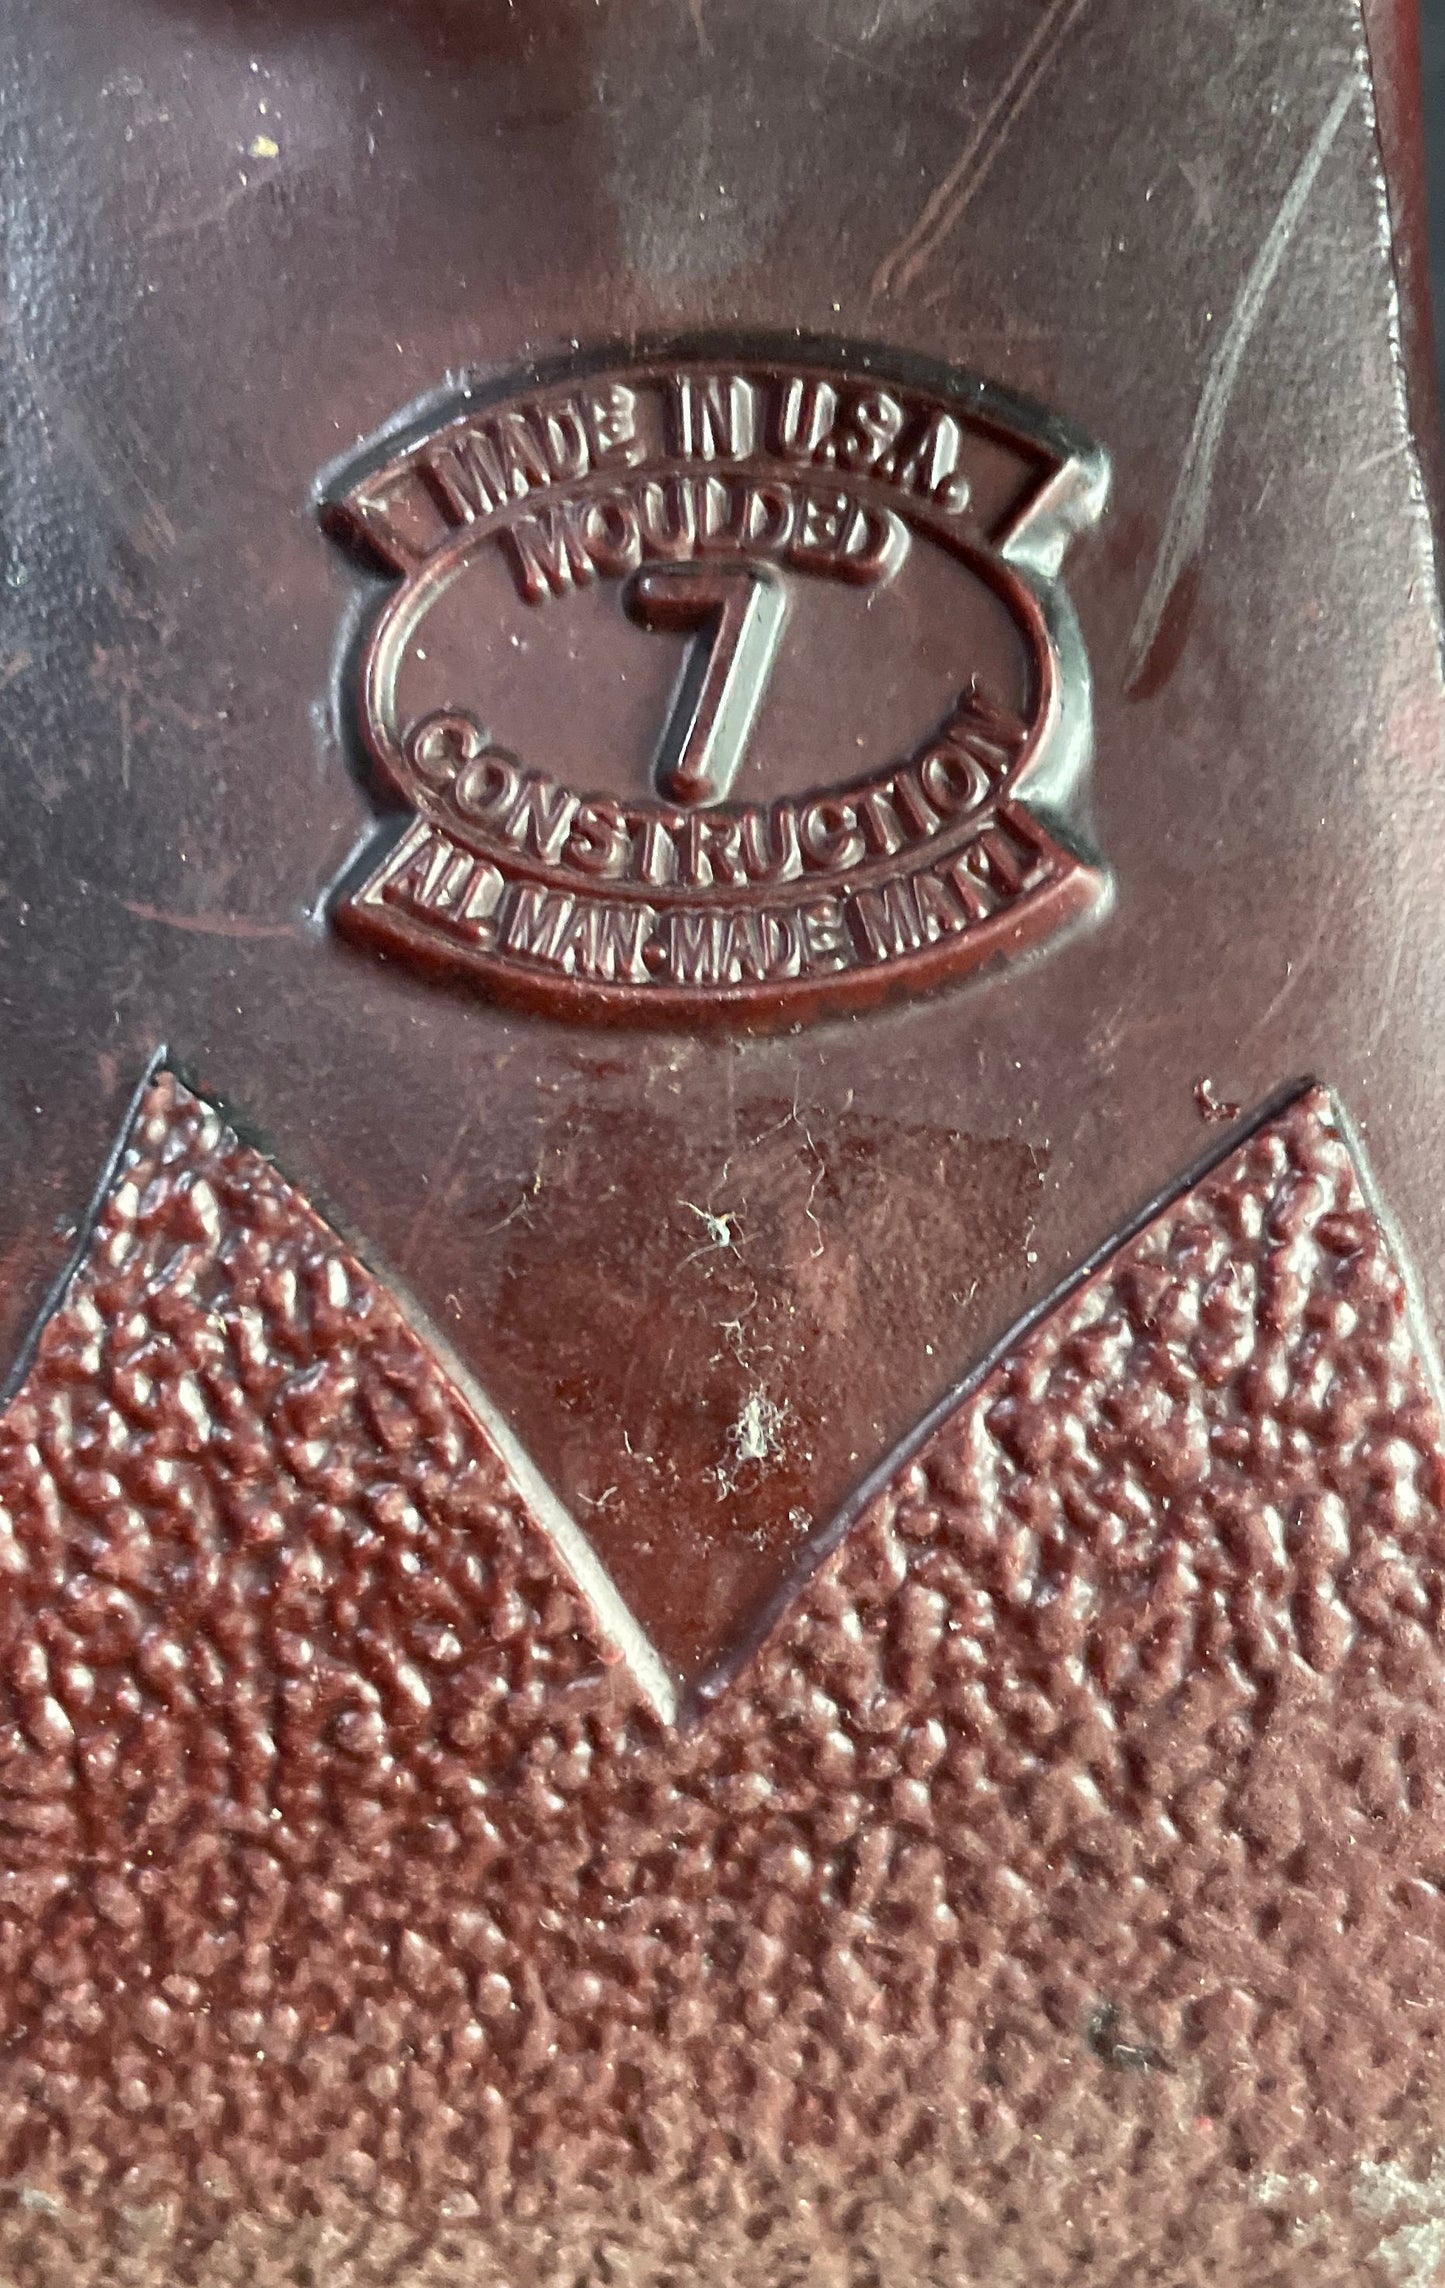 MADE IN U.S.A.
MOULDED
7
CONSTRUCTION
ALL MAN-MADE MAT'L